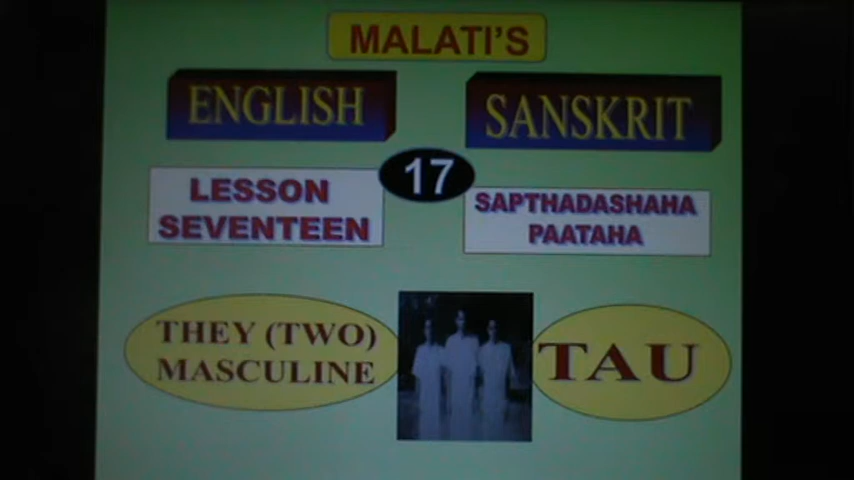 MALATI'S
ENGLISH
SANSKRIT
17
LESSON
SEVENTEEN
SAPTHADASHAHA
PAATAHA
THEY (TWO)
MASCULINE
TAU